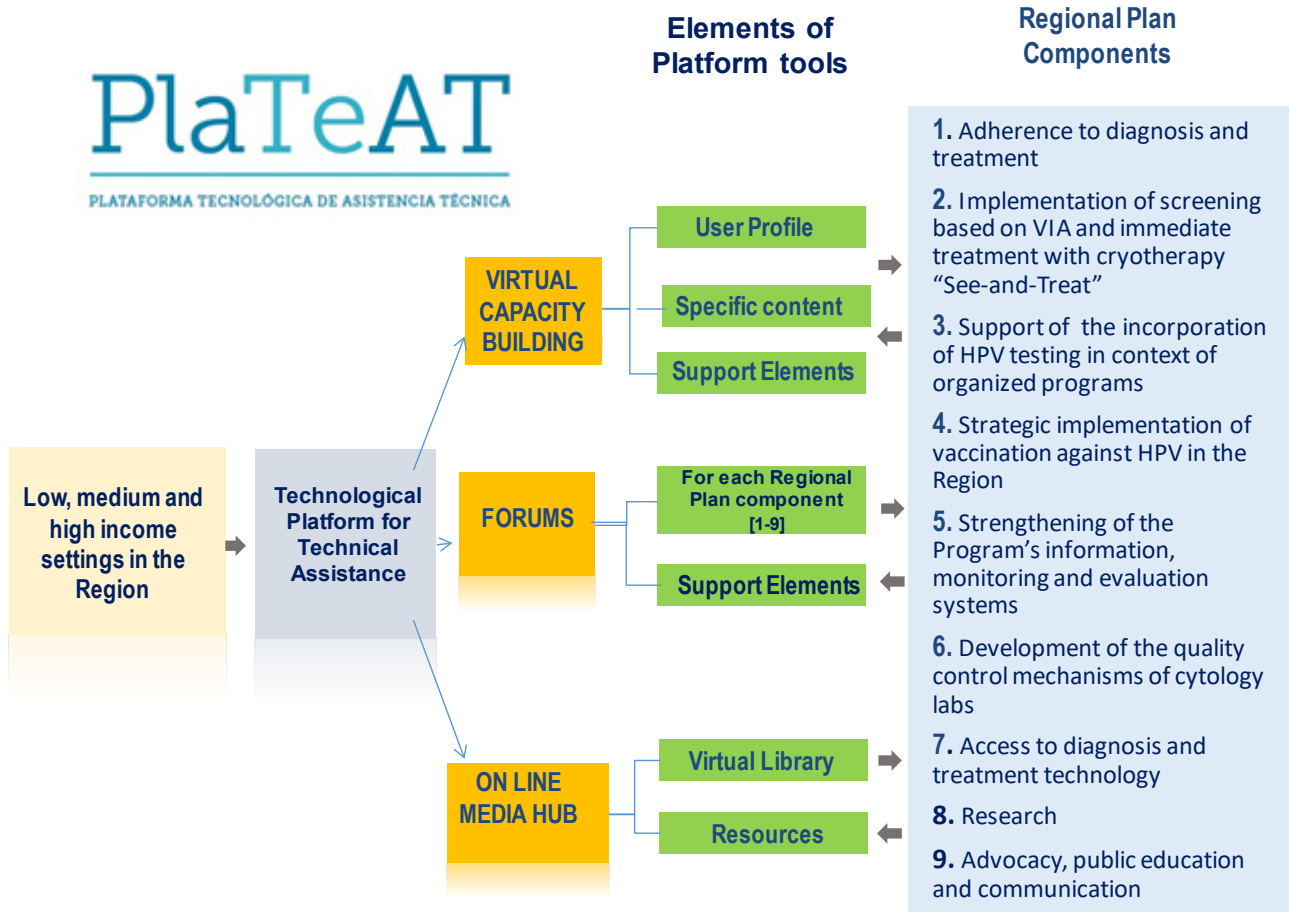 PlaTeAT
PLATAFORMA TECNOLÓGICA DE ASISTENCIA TÉCNICA
Elements of
Platform tools
Regional Plan
Components
Low, medium and
high income
settings in the
Region
Technological
Platform for
Technical
Assistance
VIRTUAL
CAPACITY
BUILDING
User Profile
Specific content
Support Elements
FORUMS
For each Regional
Plan component
[1-9]
Support Elements
ON LINE
MEDIA HUB
Virtual Library
Resources
1. Adherence to diagnosis and
treatment
2. Implementation of screening
based on VIA and immediate
treatment with cryotherapy
“See-and-Treat”
3. Support of the incorporation
of HPV testing in context of
organized programs
4. Strategic implementation of
vaccination against HPV in the
Region
5. Strengthening of the
Program’s information,
monitoring and evaluation
systems
6. Development of the quality
control mechanisms of cytology
labs
7. Access to diagnosis and
treatment technology
8. Research
9. Advocacy, public education
and communication